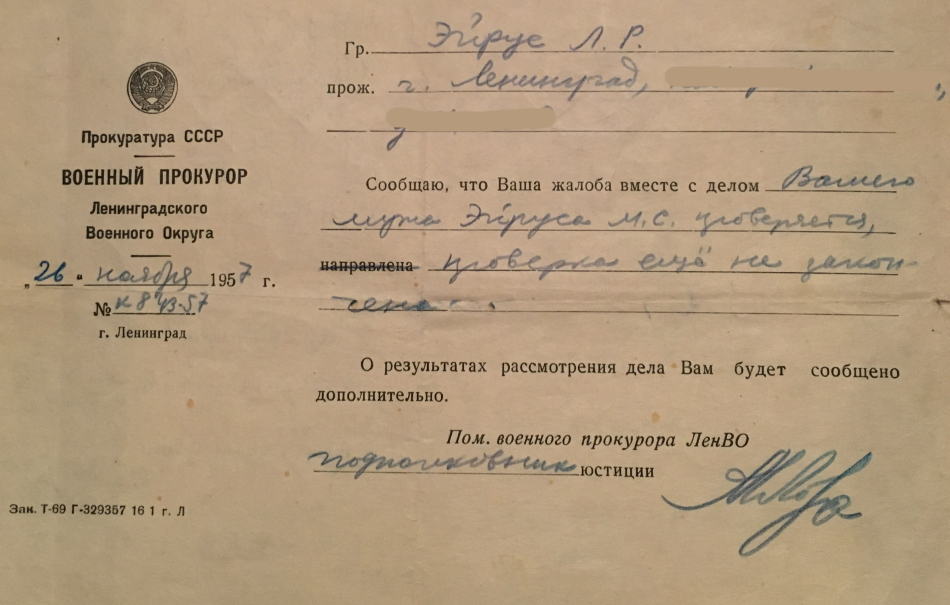 Прокуратура СССР
ВОЕННЫЙ ПРОКУРОР
Ленинградского
Военного Округа
„26" ноября 1957 г.
№
г. Ленинград
Гр. Эйрус Л. Р.
прож. г. Ленинград,
Сообщаю, что Ваша жалоба вместе с делом Вашего
мужа Эйруса М.С. проверяется,
направлена проверка ещё не закон-
чена.
О результатах рассмотрения дела Вам будет сообщено
дополнительно.
Пом. военного прокурора ЛенВО
подполковник юстиции
Зак. Т-69 Г-329357 16 1 г. Л